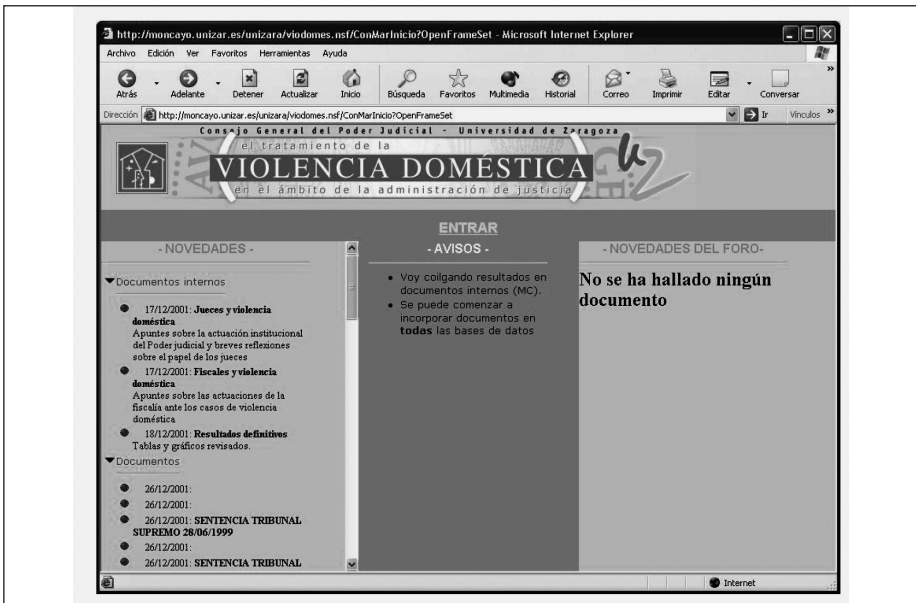 http://moncayo.unizar.es/unizara/viodomes.nsf/ConMarInicio?OpenFrameSet - Microsoft Internet Explorer
Archivo Edición Ver Favoritos Herramientas Ayuda
Atrás Adelante Detener Actualizar Inicio Búsqueda Favoritos Multimedia Historial Correo Imprimir Editar Conversar
Dirección http://moncayo.unizar.es/unizara/viodomes.nsf/ConMarInicio?OpenFrameSet Ir Vínculos »
Consejo General del Poder Judicial - Universidad de Zaragoza
el tratamiento de la
VIOLENCIA DOMÉSTICA
en el ámbito de la administración de justicia
uz
ENTRAR
- NOVEDADES -
Documentos internos
17/12/2001: Jueces y violencia
doméstica
Apuntes sobre la actuación institucional
del Poder judicial y breves reflexiones
sobre el papel de los jueces
17/12/2001: Fiscales y violencia
doméstica
Apuntes sobre las actuaciones de la
fiscalía ante los casos de violencia
doméstica
18/12/2001: Resultados definitivos
Tablas y gráficos revisados.
Documentos
26/12/2001:
26/12/2001:
26/12/2001: SENTENCIA TRIBUNAL
SUPREMO 28/06/1999
26/12/2001:
26/12/2001: SENTENCIA TRIBUNAL
- AVISOS -
Voy coilgando resultados en
documentos internos (MC).
Se puede comenzar a
incorporar documentos en
todas las bases de datos
- NOVEDADES DEL FORO-
No se ha hallado ningún
documento
Internet